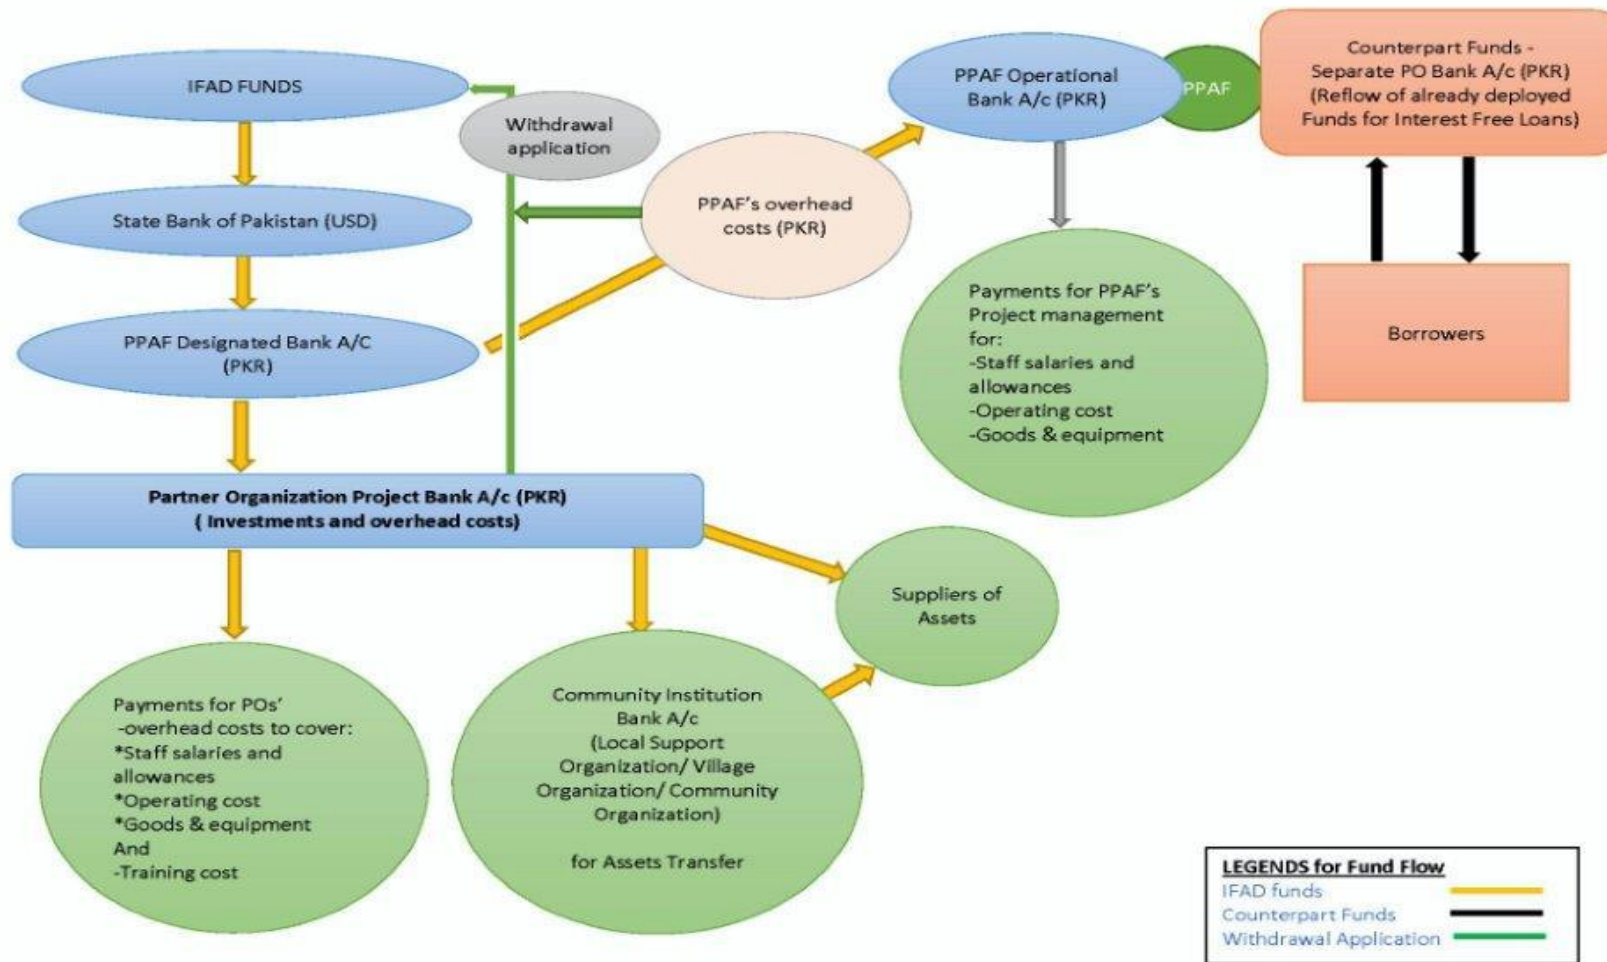 IFAD FUNDS
Withdrawal
application
PPAF Operational
Bank A/c (PKR)
PPAF
Counterpart Funds -
Separate PO Bank A/c (PKR)
(Reflow of already deployed
Funds for Interest Free Loans)
State Bank of Pakistan (USD)
PPAF's overhead
costs (PKR)
PPAF Designated Bank A/C
(PKR)
Payments for PPAF's
Project management
for:
-Staff salaries and
allowances
-Operating cost
-Goods & equipment
Borrowers
Partner Organization Project Bank A/c (PKR)
( Investments and overhead costs)
Suppliers of
Assets
Payments for POs'
-overhead costs to cover:
*Staff salaries and
allowances
*Operating cost
*Goods & equipment
And
-Training cost
Community Institution
Bank A/c
(Local Support
Organization/ Village
Organization/ Community
Organization)
for Assets Transfer
LEGENDS for Fund Flow
IFAD funds
Counterpart Funds
Withdrawal Application